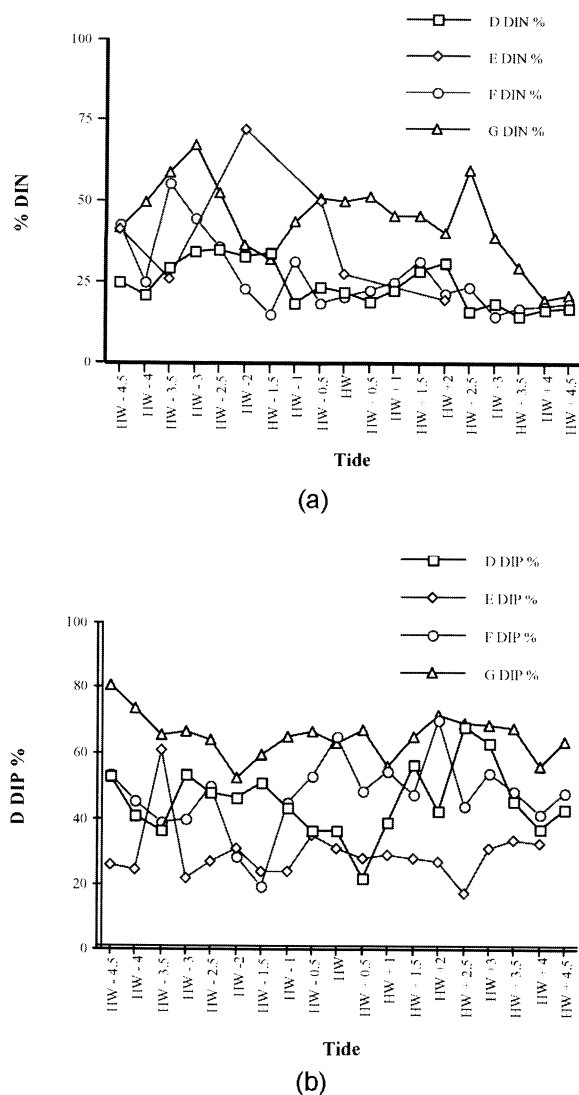 D DIN %
E DIN %
F DIN %
G DIN %
100
75
50
25
0
% DIN
HW - 4.5
HW - 4
HW - 3.5
HW - 3
HW - 2.5
HW -2
HW - 1.5
HW - 1
HW - 0.5
HW
HW + 0.5
HW + 1
HW + 1.5
HW +2
HW + 2.5
HW +3
HW + 3.5
HW + 4
HW + 4.5
Tide
(a)
D DIP %
E DIP %
F DIP %
G DIP %
100
80
60
40
20
0
D DIP %
HW - 4.5
HW - 4
HW - 3.5
HW - 3
HW - 2.5
HW -2
HW - 1.5
HW - 1
HW - 0.5
HW
HW + 0.5
HW + 1
HW + 1.5
HW +2
HW + 2.5
HW +3
HW + 3.5
HW + 4
HW + 4.5
Tide
(b)